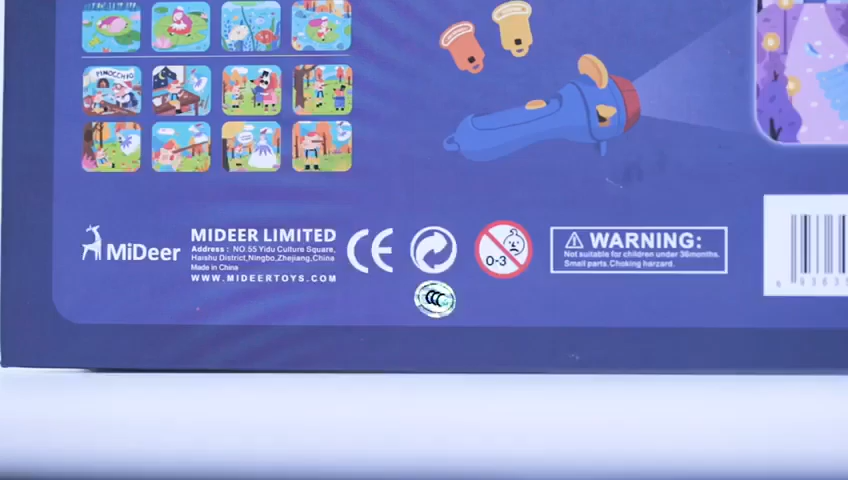 PINOCCHIO
MiDeer
MIDEER LIMITED
Address : NO.55 Yidu Culture Square,
Haishu District,Ningbo,Zhejiang,China
Made in China
WWW.MIDEERTOYS.COM
CE
0-3
CCC
WARNING:
Not suitable for children under 36months.
Small parts.Choking harzard.